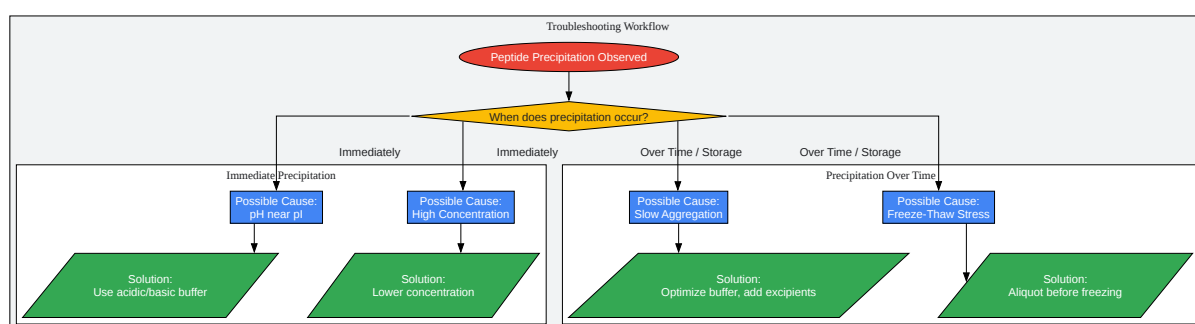 Troubleshooting Workflow
Peptide Precipitation Observed
When does precipitation occur?
Immediately
Immediately
Over Time / Storage
Over Time / Storage
Immediate Precipitation
Precipitation Over Time
Possible Cause:
pH near pI
Possible Cause:
High Concentration
Possible Cause:
Slow Aggregation
Possible Cause:
Freeze-Thaw Stress
Solution:
Use acidic/basic buffer
Solution:
Lower concentration
Solution:
Optimize buffer, add excipients
Solution:
Aliquot before freezing